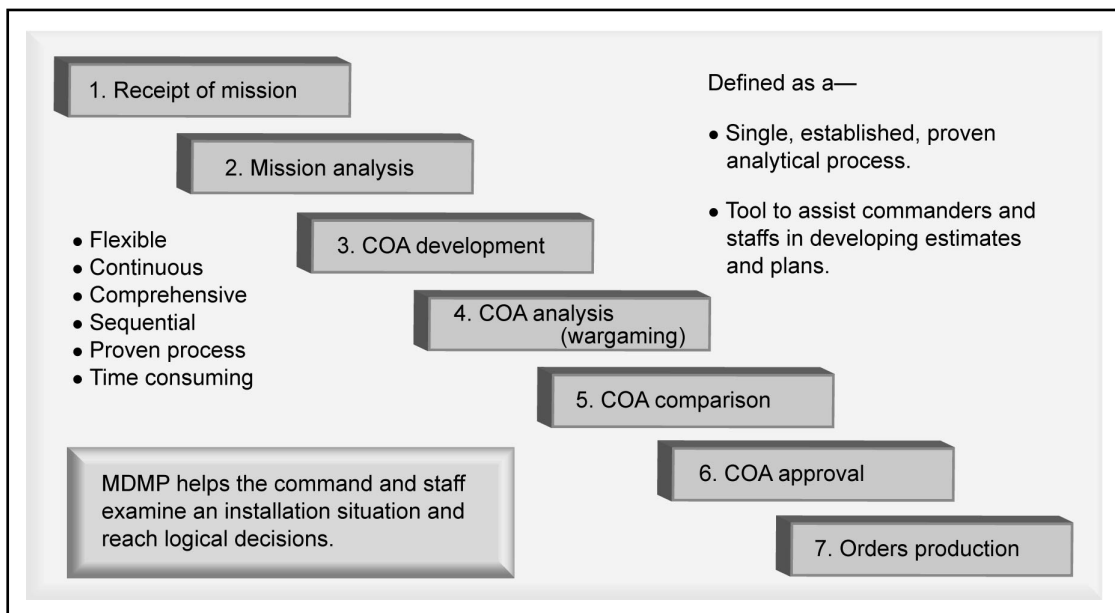 1. Receipt of mission
2. Mission analysis
3. COA development
4. COA analysis
(wargaming)
5. COA comparison
6. COA approval
7. Orders production
Defined as a—
● Single, established, proven
analytical process.
● Tool to assist commanders and
staffs in developing estimates
and plans.
● Flexible
● Continuous
● Comprehensive
● Sequential
● Proven process
● Time consuming
MDMP helps the command and staff
examine an installation situation and
reach logical decisions.